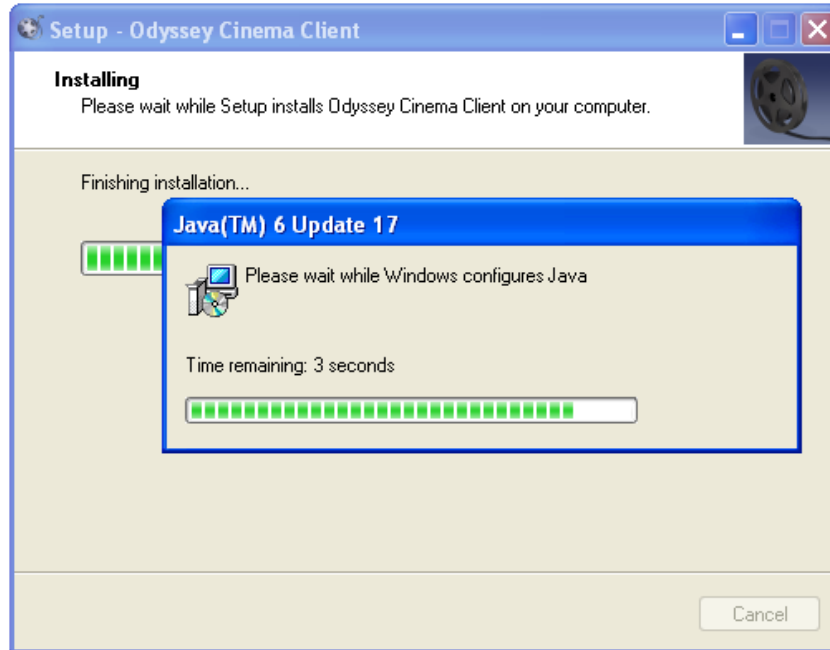 Setup - Odyssey Cinema Client
Installing
Please wait while Setup installs Odyssey Cinema Client on your computer.
Finishing installation...
Java(TM) 6 Update 17
Please wait while Windows configures Java
Time remaining: 3 seconds
Cancel